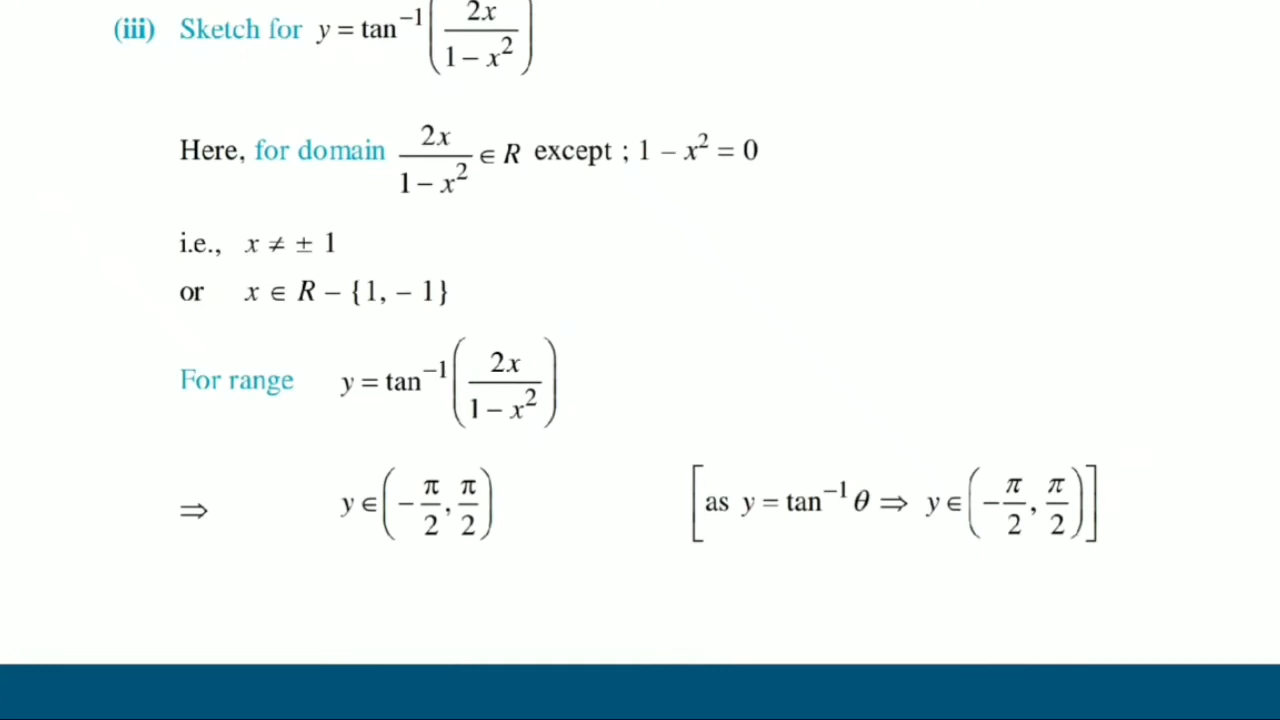 (iii) Sketch for y = tan⁻¹(2x / (1 – x²))
Here, for domain 2x / (1 – x²) ∈ R except ; 1 – x² = 0
i.e., x ≠ ± 1
or x ∈ R – {1, – 1}
For range y = tan⁻¹(2x / (1 – x²))
⇒ y ∈ (–π/2, π/2) [as y = tan⁻¹ θ ⇒ y ∈ (–π/2, π/2)]